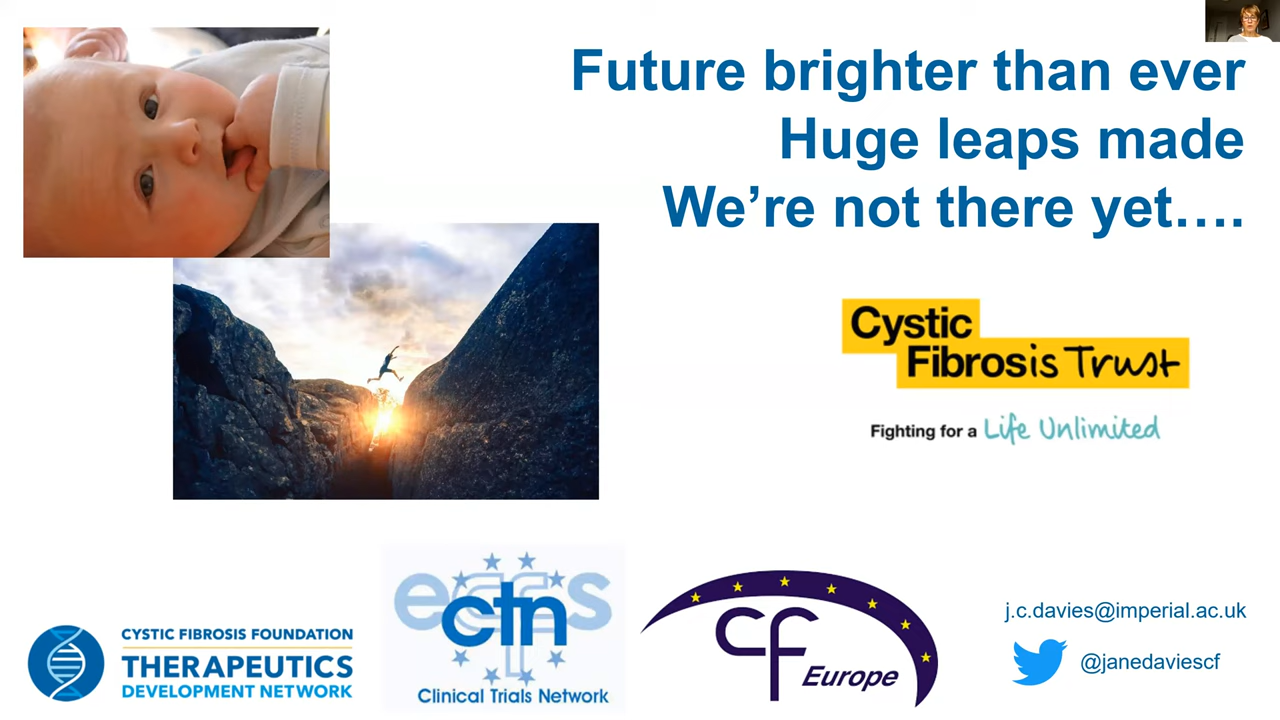 Future brighter than ever
Huge leaps made
We’re not there yet….
Cystic
Fibrosis Trust
Fighting for a Life Unlimited
CYSTIC FIBROSIS FOUNDATION
THERAPEUTICS
DEVELOPMENT NETWORK
ecfs
ctn
Clinical Trials Network
CF
Europe
j.c.davies@imperial.ac.uk
@janedaviescf